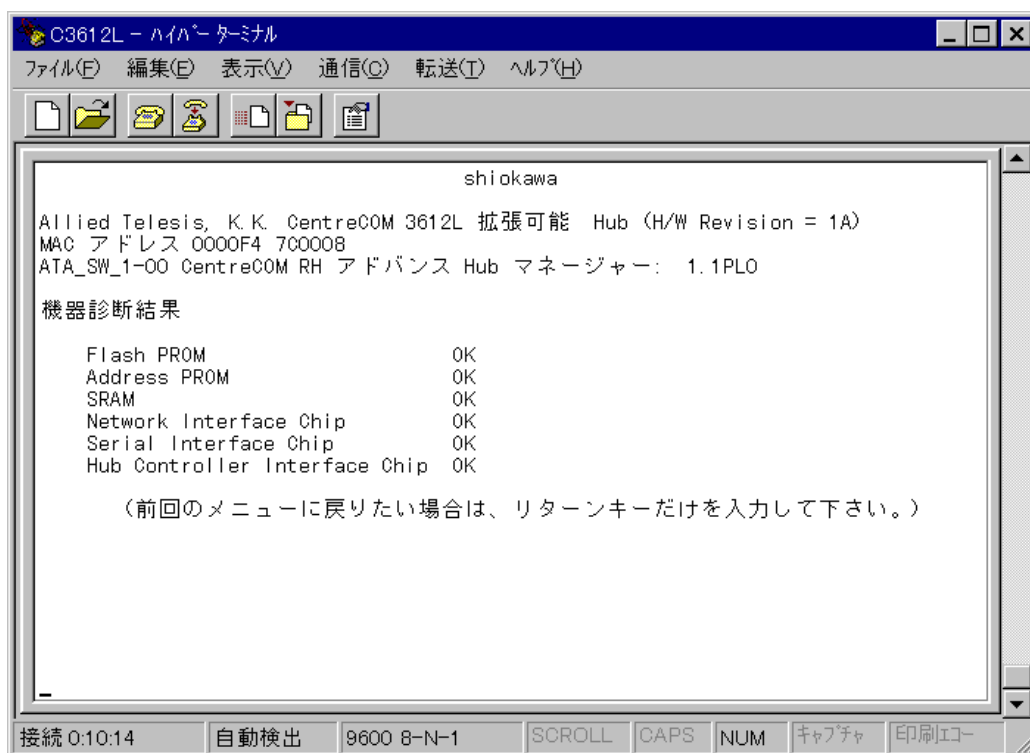 C3612L - ﾊｲﾊﾟｰ ﾀｰﾐﾅﾙ
ﾌｧｲﾙ(F) 編集(E) 表示(V) 通信(C) 転送(T) ﾍﾙﾌﾟ(H)
shiokawa
Allied Telesis, K.K. CentreCOM 3612L 拡張可能 Hub (H/W Revision = 1A)
MAC アドレス 0000F4 7C0008
ATA_SW_1-00 CentreCOM RH アドバンス Hub マネージャー: 1.1PL0
機器診断結果
Flash PROM OK
Address PROM OK
SRAM OK
Network Interface Chip OK
Serial Interface Chip OK
Hub Controller Interface Chip OK
(前回のメニューに戻りたい場合は、リターンキーだけを入力して下さい。)
接続 0:10:14 自動検出 9600 8-N-1 SCROLL CAPS NUM ｷｬﾌﾟﾁｬ 印刷ｴｺｰ